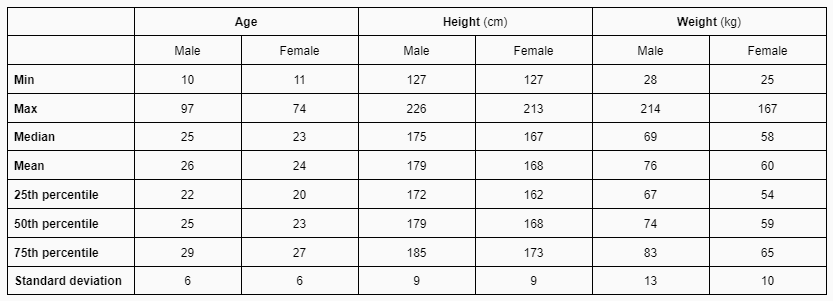 Age Height (cm) Weight (kg)
Male Female Male Female Male Female
Min 10 11 127 127 28 25
Max 97 74 226 213 214 167
Median 25 23 175 167 69 58
Mean 26 24 179 168 76 60
25th percentile 22 20 172 162 67 54
50th percentile 25 23 179 168 74 59
75th percentile 29 27 185 173 83 65
Standard deviation 6 6 9 9 13 10